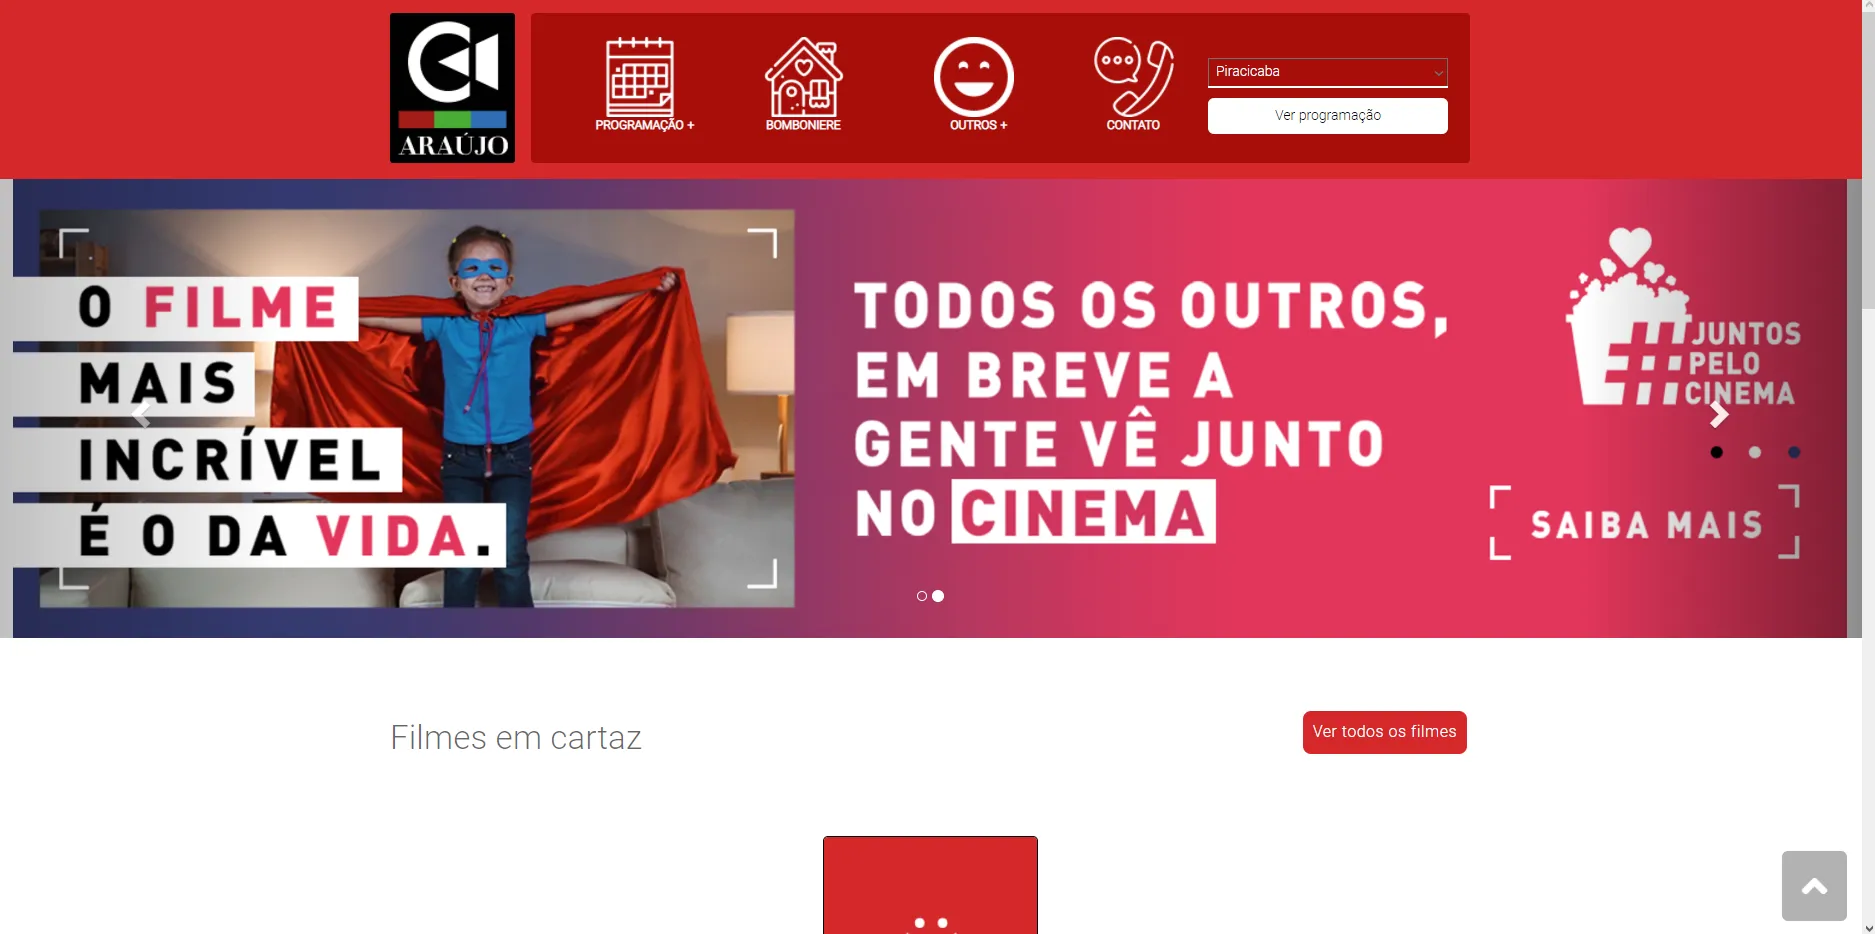 ARAÚJO
PROGRAMAÇÃO +
BOMBONIERE
OUTROS +
CONTATO
Piracicaba
Ver programação
O FILME
MAIS
INCRÍVEL
É O DA VIDA.
TODOS OS OUTROS,
EM BREVE A
GENTE VÊ JUNTO
NO CINEMA
#JUNTOS
PELO
CINEMA
SAIBA MAIS
Filmes em cartaz
Ver todos os filmes